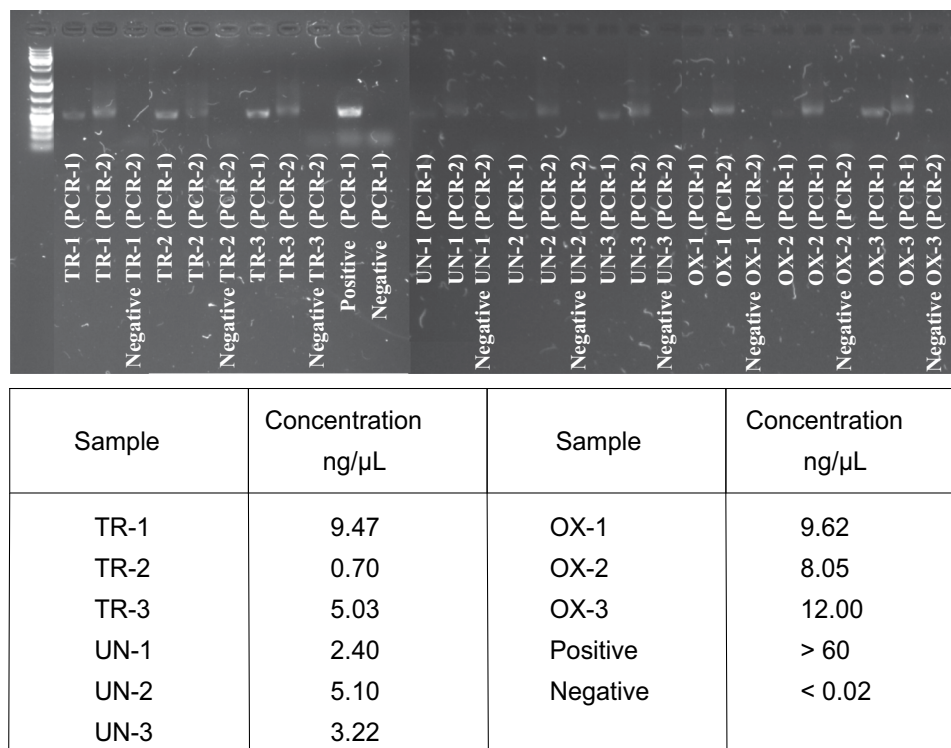 TR-1 (PCR-1)
TR-1 (PCR-2)
Negative TR-1 (PCR-2)
TR-2 (PCR-1)
TR-2 (PCR-2)
Negative TR-2 (PCR-2)
TR-3 (PCR-1)
TR-3 (PCR-2)
Negative TR-3 (PCR-2)
Positive (PCR-1)
Negative (PCR-1)
UN-1 (PCR-1)
UN-1 (PCR-2)
Negative UN-1 (PCR-2)
UN-2 (PCR-1)
UN-2 (PCR-2)
Negative UN-2 (PCR-2)
UN-3 (PCR-1)
UN-3 (PCR-2)
Negative UN-3 (PCR-2)
OX-1 (PCR-1)
OX-1 (PCR-2)
Negative OX-1 (PCR-2)
OX-2 (PCR-1)
OX-2 (PCR-2)
Negative OX-2 (PCR-2)
OX-3 (PCR-1)
OX-3 (PCR-2)
Negative OX-3 (PCR-2)
Sample Concentration ng/µL Sample Concentration ng/µL
TR-1 9.47 OX-1 9.62
TR-2 0.70 OX-2 8.05
TR-3 5.03 OX-3 12.00
UN-1 2.40 Positive > 60
UN-2 5.10 Negative < 0.02
UN-3 3.22